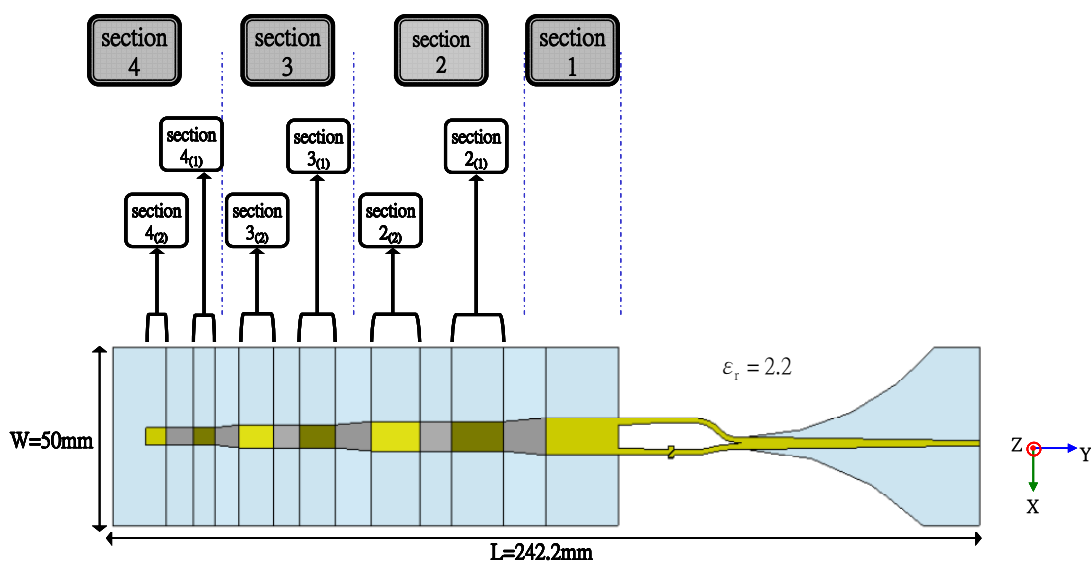 section
4
section
3
section
2
section
1
section
4(1)
section
3(1)
section
2(1)
section
4(2)
section
3(2)
section
2(2)
εr = 2.2
W=50mm
Z
Y
X
L=242.2mm